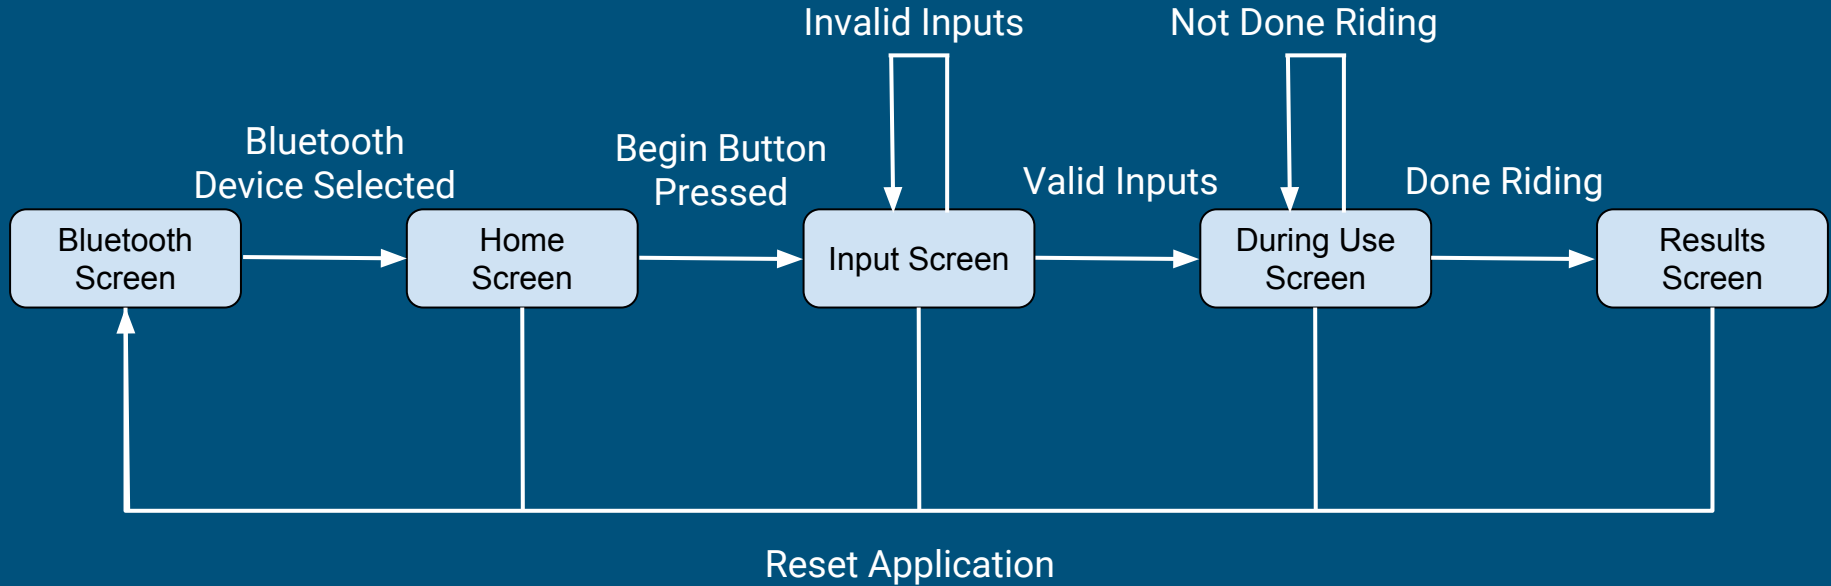 Invalid Inputs
Not Done Riding
Bluetooth
Device Selected
Begin Button
Pressed
Valid Inputs
Done Riding
Bluetooth
Screen
Home
Screen
Input Screen
During Use
Screen
Results
Screen
Reset Application